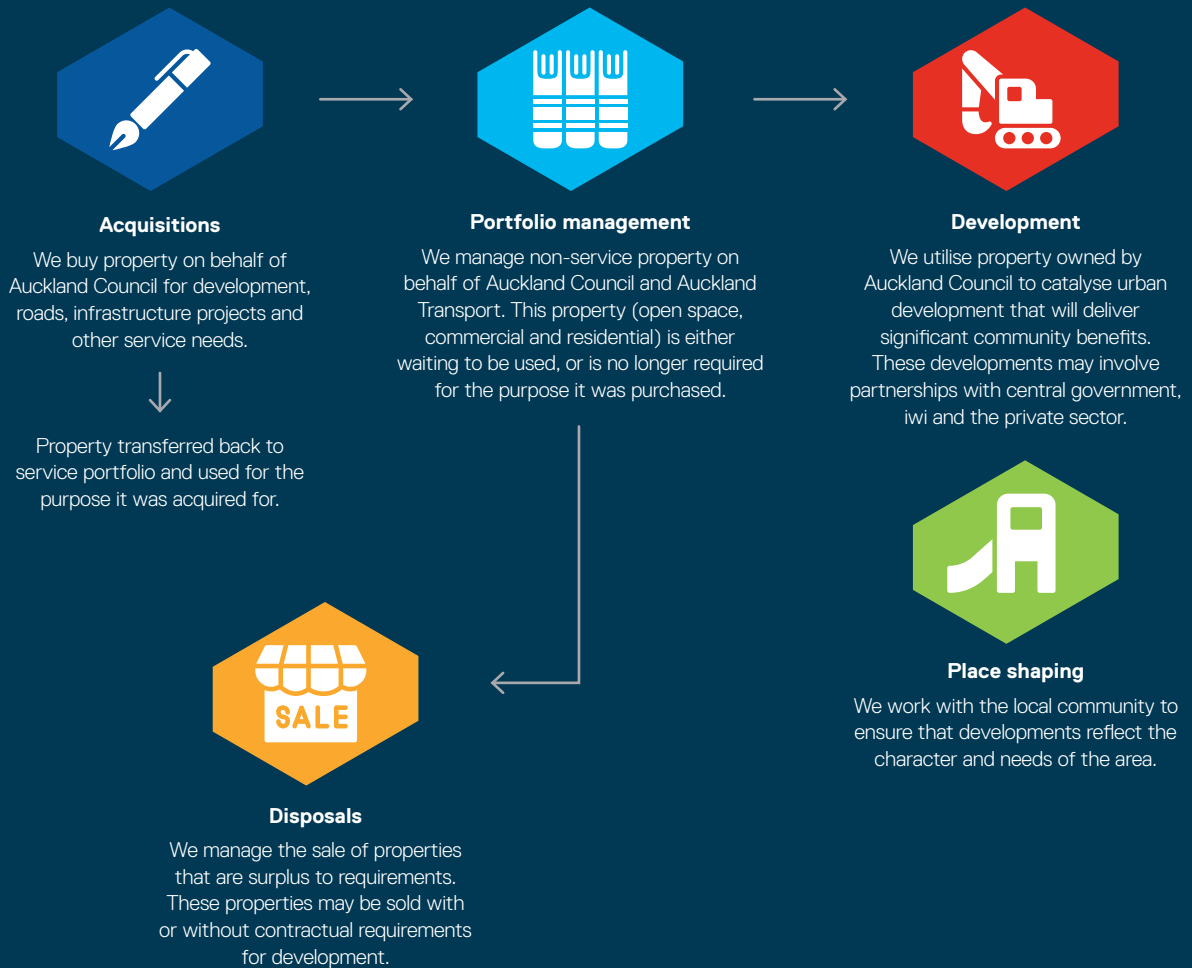 Acquisitions
We buy property on behalf of
Auckland Council for development,
roads, infrastructure projects and
other service needs.
Property transferred back to
service portfolio and used for the
purpose it was acquired for.
Portfolio management
We manage non-service property on
behalf of Auckland Council and Auckland
Transport. This property (open space,
commercial and residential) is either
waiting to be used, or is no longer required
for the purpose it was purchased.
Development
We utilise property owned by
Auckland Council to catalyse urban
development that will deliver
significant community benefits.
These developments may involve
partnerships with central government,
iwi and the private sector.
Place shaping
We work with the local community to
ensure that developments reflect the
character and needs of the area.
SALE
Disposals
We manage the sale of properties
that are surplus to requirements.
These properties may be sold with
or without contractual requirements
for development.